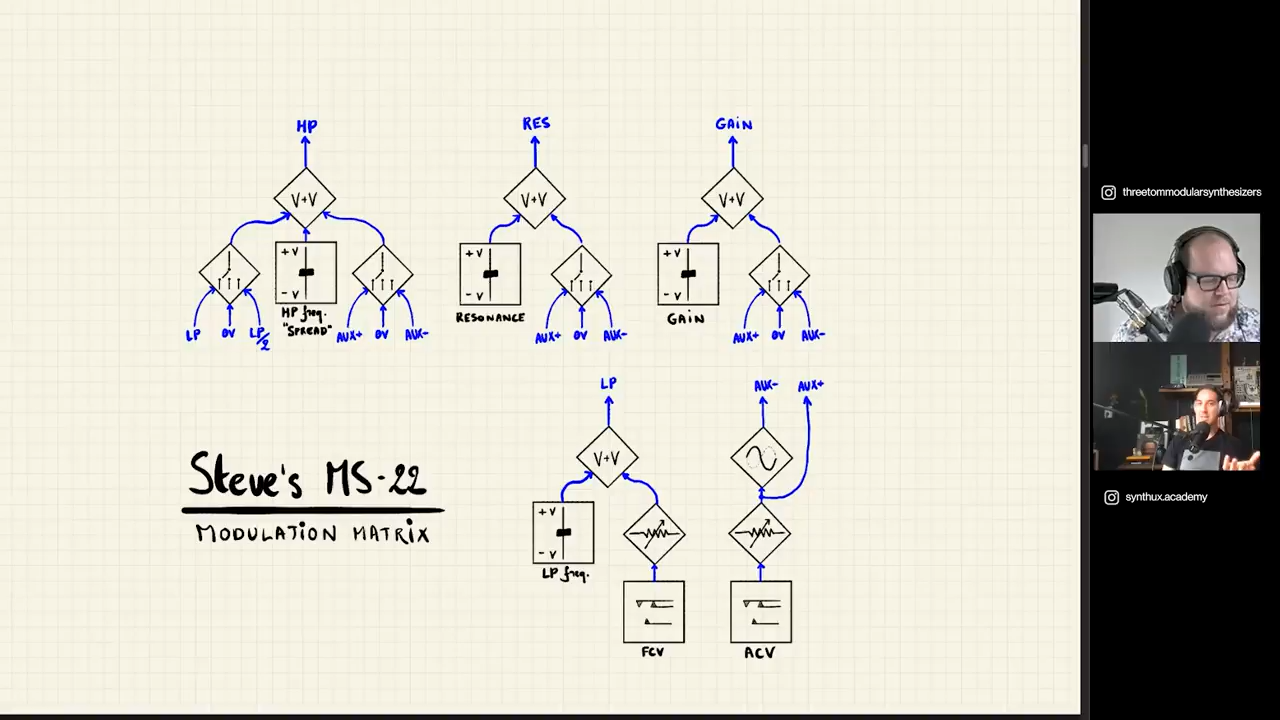 HP
RES
GAIN
V+V
V+V
V+V
+V
-V
+V
-V
+V
-V
HP freq.
"SPREAD"
RESONANCE
GAIN
LP
0V
LP/2
AUX+
0V
AUX-
AUX+
0V
AUX-
AUX+
0V
AUX-
LP
AUX-
AUX+
V+V
+V
-V
LP freq.
FCV
ACV
Steve's MS-22
MODULATION MATRIX
threetommodularsynthesizers
synthux.academy